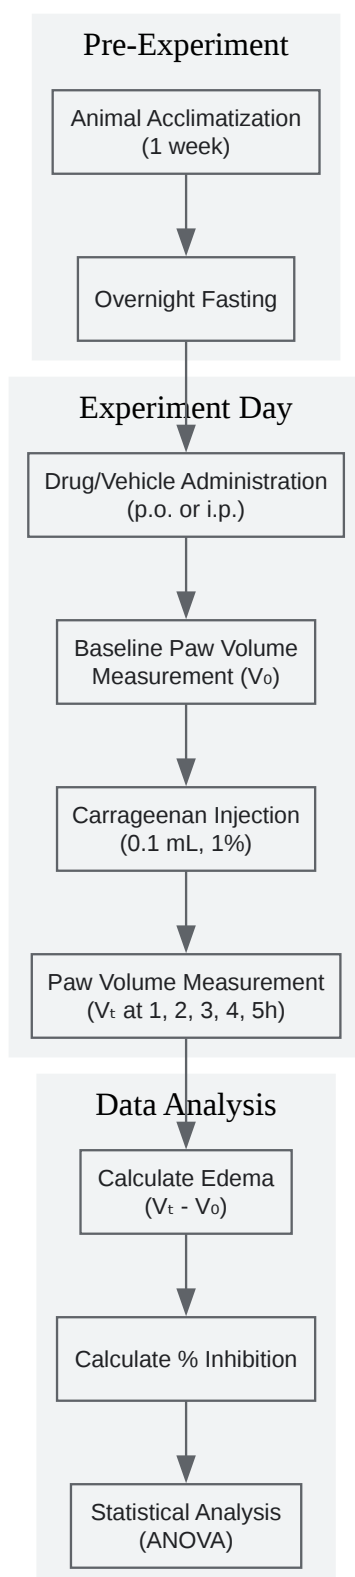 Pre-Experiment
Animal Acclimatization
(1 week)
Overnight Fasting
Experiment Day
Drug/Vehicle Administration
(p.o. or i.p.)
Baseline Paw Volume
Measurement (V₀)
Carrageenan Injection
(0.1 mL, 1%)
Paw Volume Measurement
(Vₜ at 1, 2, 3, 4, 5h)
Data Analysis
Calculate Edema
(Vₜ - V₀)
Calculate % Inhibition
Statistical Analysis
(ANOVA)